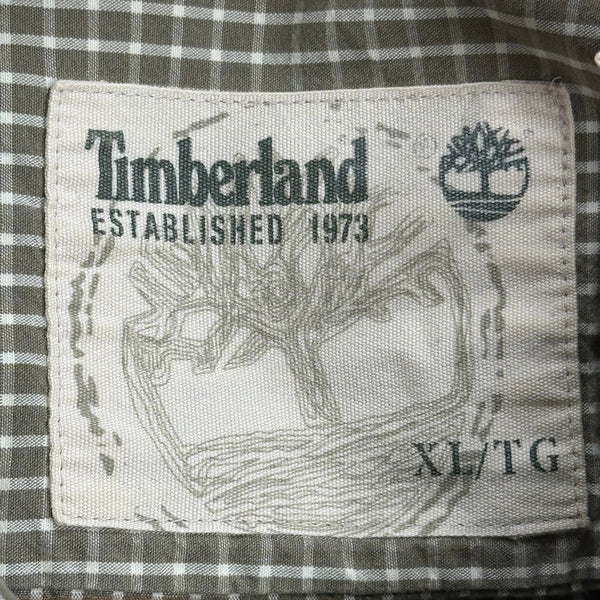 Timberland
ESTABLISHED 1973
XL/TG